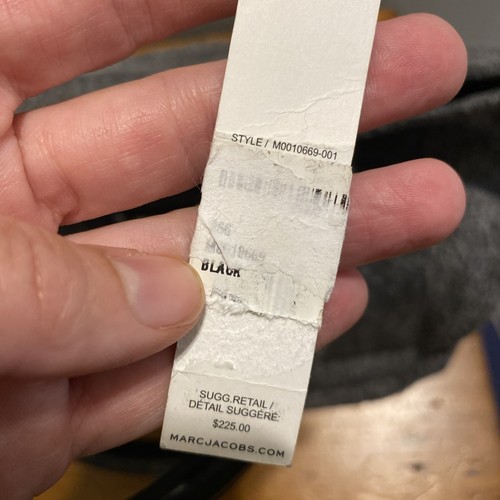 STYLE / M0010669-001
BLACK
SUGG.RETAIL /
DÉTAIL SUGGÉRÉ:
$225.00
MARCJACOBS.COM